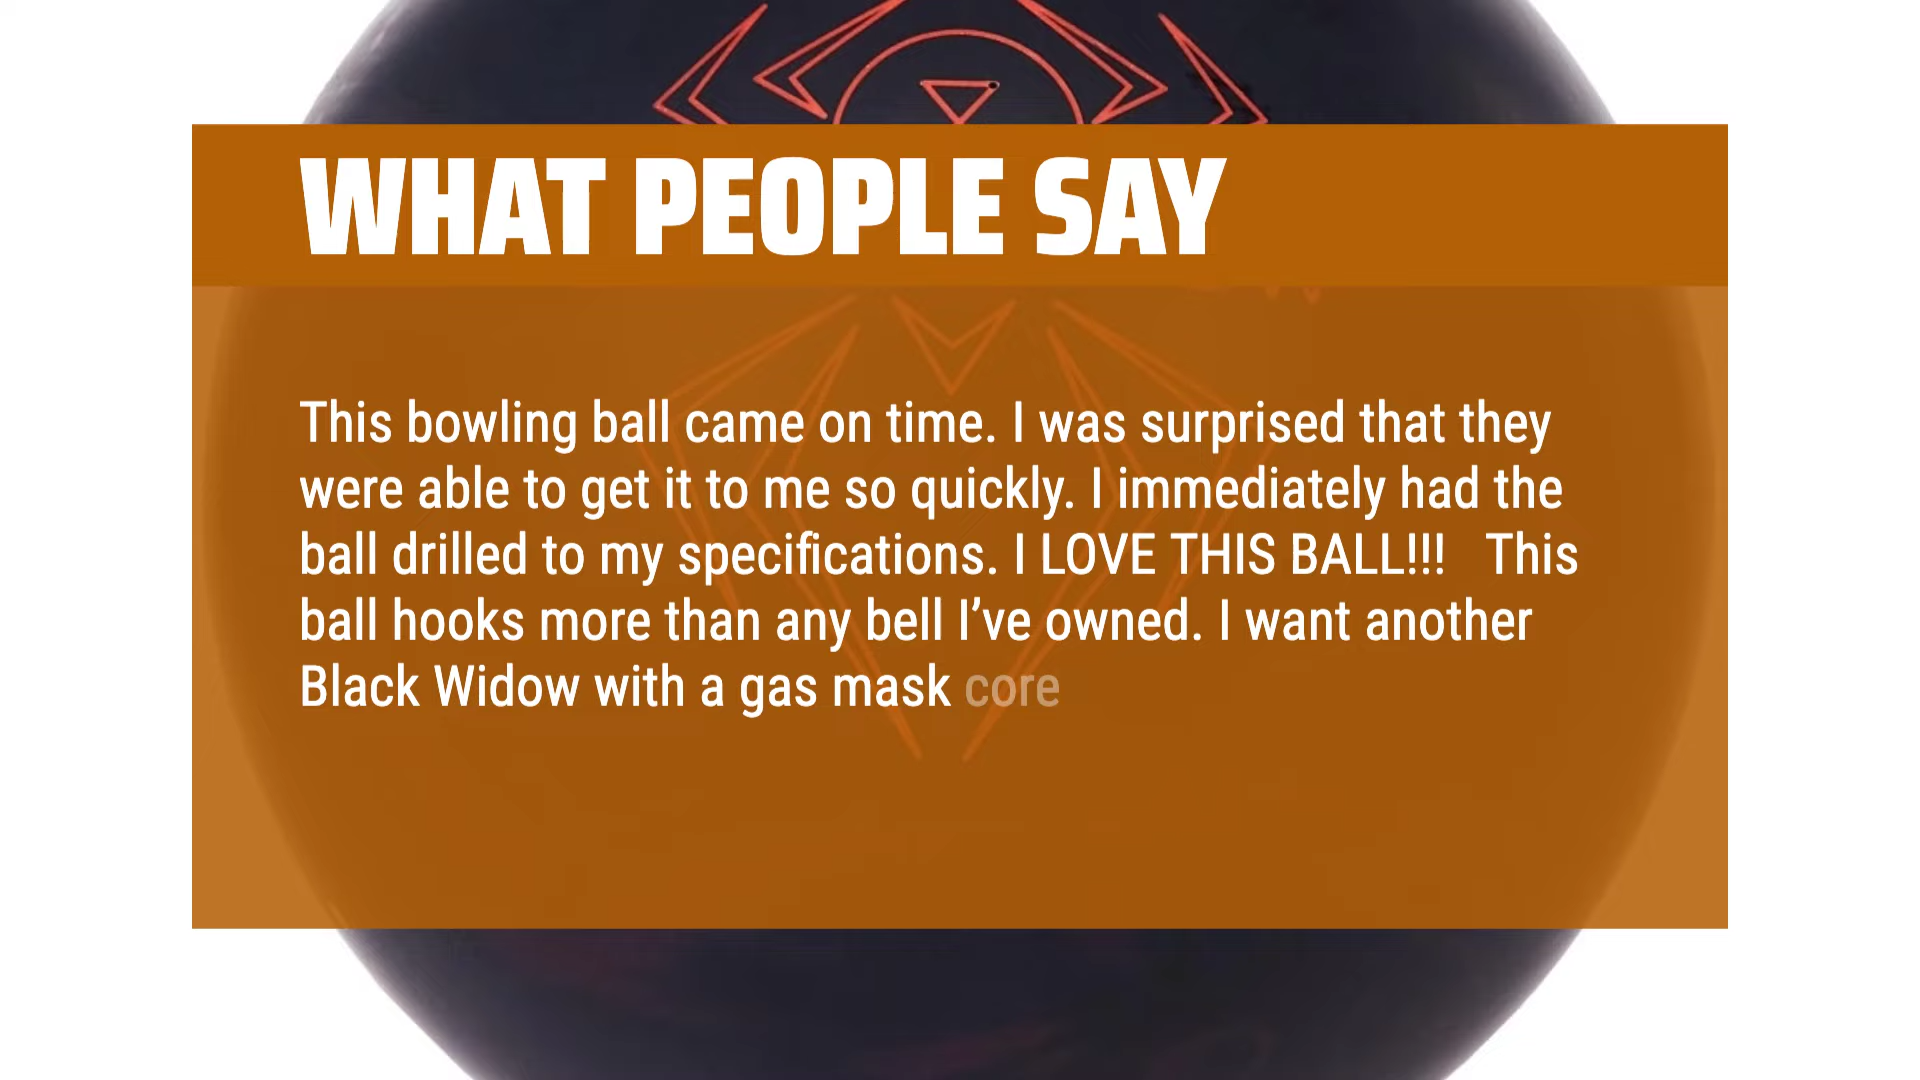 WHAT PEOPLE SAY
This bowling ball came on time. I was surprised that they
were able to get it to me so quickly. I immediately had the
ball drilled to my specifications. I LOVE THIS BALL!!!   This
ball hooks more than any bell I’ve owned. I want another
Black Widow with a gas mask core